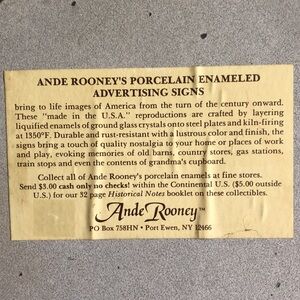 ANDE ROONEY'S PORCELAIN ENAMELED
ADVERTISING SIGNS
bring to life images of America from the turn of the century onward.
These "made in the U.S.A." reproductions are crafted by layering
liquified enamels of ground glass crystals onto steel plates and kiln-firing
at 1350°F. Durable and rust-resistant with a lustrous color and finish, the
signs bring a touch of quality nostalgia to your home or places of work
and play, evoking memories of old barns, country stores, gas stations,
train stops and even the contents of grandma's cupboard.
Collect all of Ande Rooney's porcelain enamels at fine stores.
Send $3.00 cash only no checks! within the Continental U.S. ($5.00 outside
U.S.) for our 32 page Historical Notes booklet on these collectibles.
Ande Rooney™
PO Box 758HN • Port Ewen, NY 12466